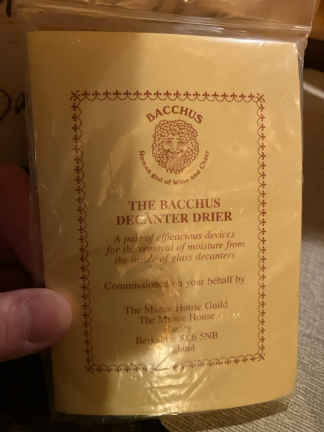 BACCHUS
Roman God of Wine and Cheer
THE BACCHUS
DECANTER DRIER
A pair of efficacious devices
for the removal of moisture from
the inside of glass decanters
Commissioned on your behalf by
The Manor House Guild
The Manor House
SL6 5NB